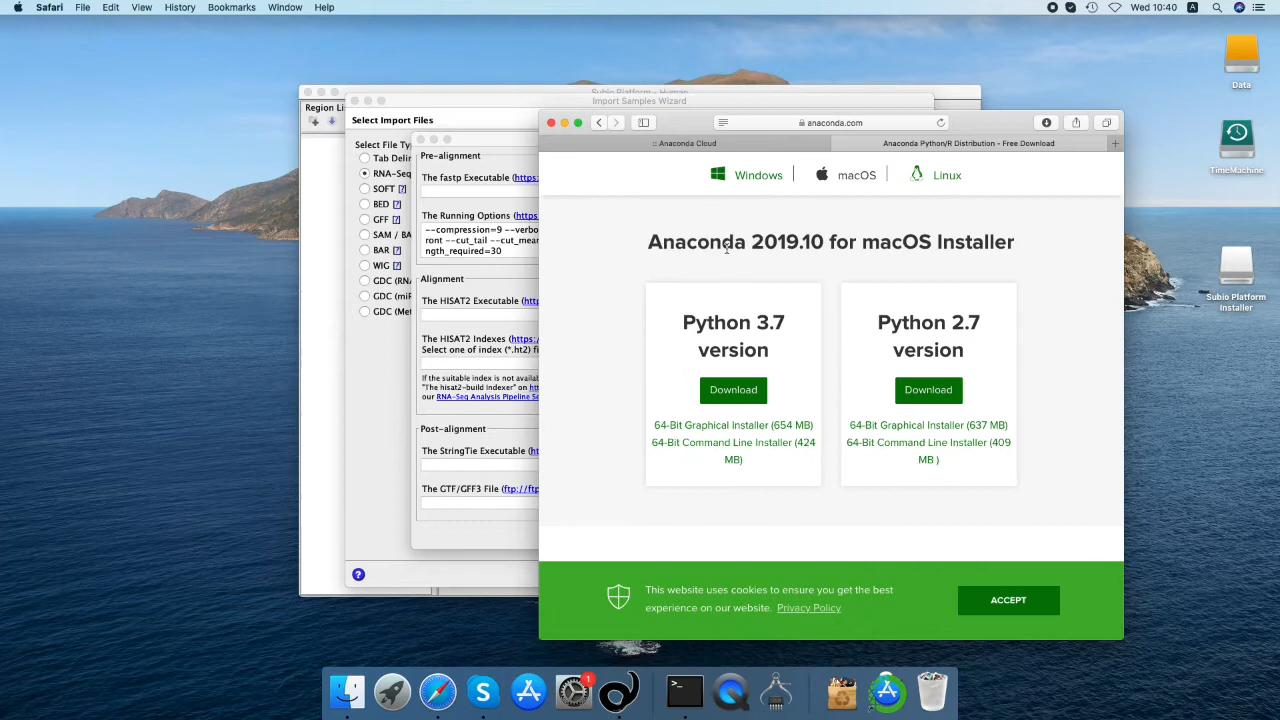 Safari File Edit View History Bookmarks Window Help
Wed 10:40 A
Data
TimeMachine
Subio Platform
Installer
Subio Platform - Human
Region Li
Import Samples Wizard
Select Import Files
Select File Ty
Tab Delin
RNA-Seq
SOFT [?]
BED [?]
GFF [?]
SAM / BA
BAR [?]
WIG [?]
GDC (RN
GDC (miF
GDC (Met
?
Pre-alignment
The fastp Executable (https:
The Running Options (https:
--compression=9 --verbo
ront --cut_tail --cut_mear
ngth_required=30
Alignment
The HISAT2 Executable (http
The HISAT2 Indexes (https:/
Select one of index (*.ht2) fi
If the suitable index is not availab
"The hisat2-build Indexer" on ht
our RNA-Seq Analysis Pipeline Se
Post-alignment
The StringTie Executable (ht
The GTF/GFF3 File (ftp://ftp
anaconda.com
:: Anaconda Cloud
Anaconda Python/R Distribution - Free Download
Windows
macOS
Linux
Anaconda 2019.10 for macOS Installer
Python 3.7
version
Download
64-Bit Graphical Installer (654 MB)
64-Bit Command Line Installer (424
MB)
Python 2.7
version
Download
64-Bit Graphical Installer (637 MB)
64-Bit Command Line Installer (409
MB )
This website uses cookies to ensure you get the best
experience on our website. Privacy Policy
ACCEPT
1